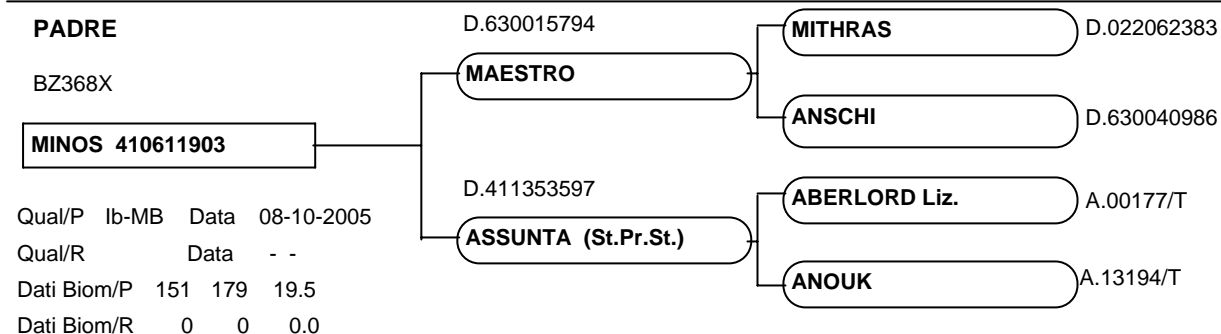 PADRE
BZ368X
MINOS 410611903
Qual/P Ib-MB Data 08-10-2005
Qual/R Data - -
Dati Biom/P 151 179 19.5
Dati Biom/R 0 0 0.0
D.630015794
MAESTRO
D.411353597
ASSUNTA (St.Pr.St.)
MITHRAS D.022062383
ANSCHI D.630040986
ABERLORD Liz. A.00177/T
ANOUK A.13194/T